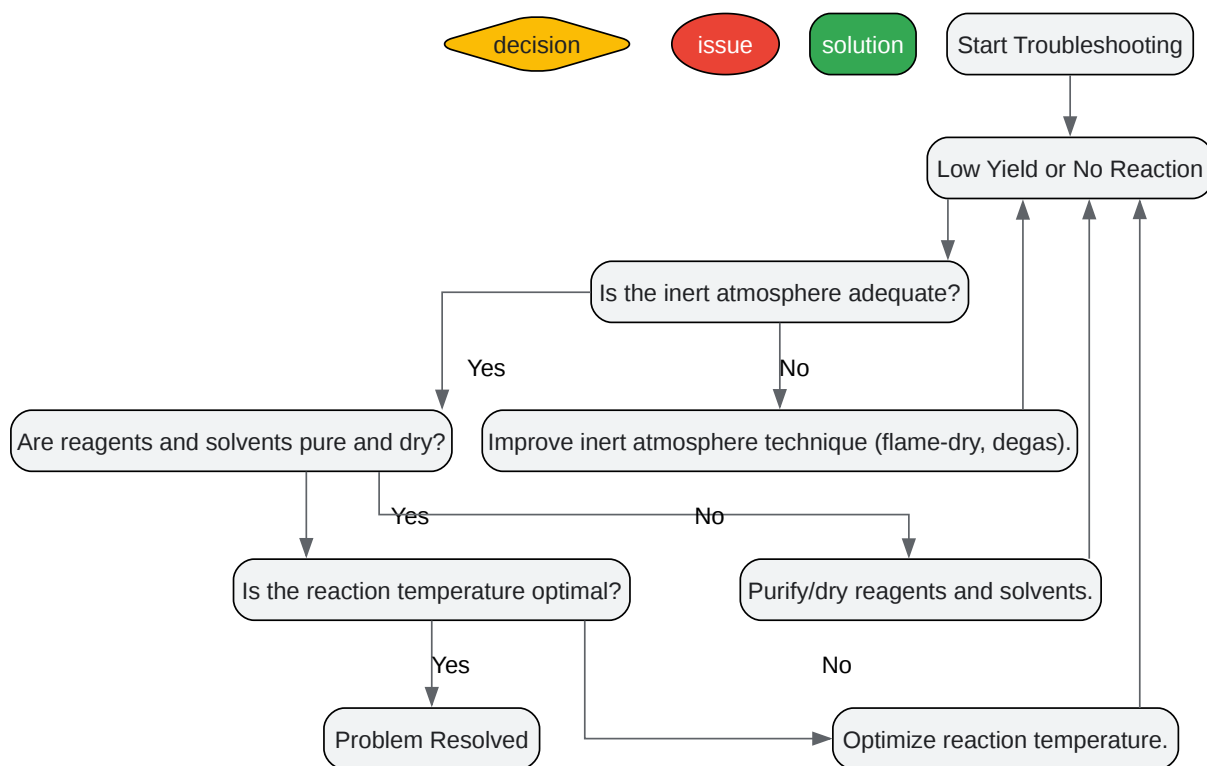 decision
issue
solution
Start Troubleshooting
Low Yield or No Reaction
Is the inert atmosphere adequate?
Yes
No
Are reagents and solvents pure and dry?
Improve inert atmosphere technique (flame-dry, degas).
Yes
No
Is the reaction temperature optimal?
Purify/dry reagents and solvents.
Yes
No
Problem Resolved
Optimize reaction temperature.